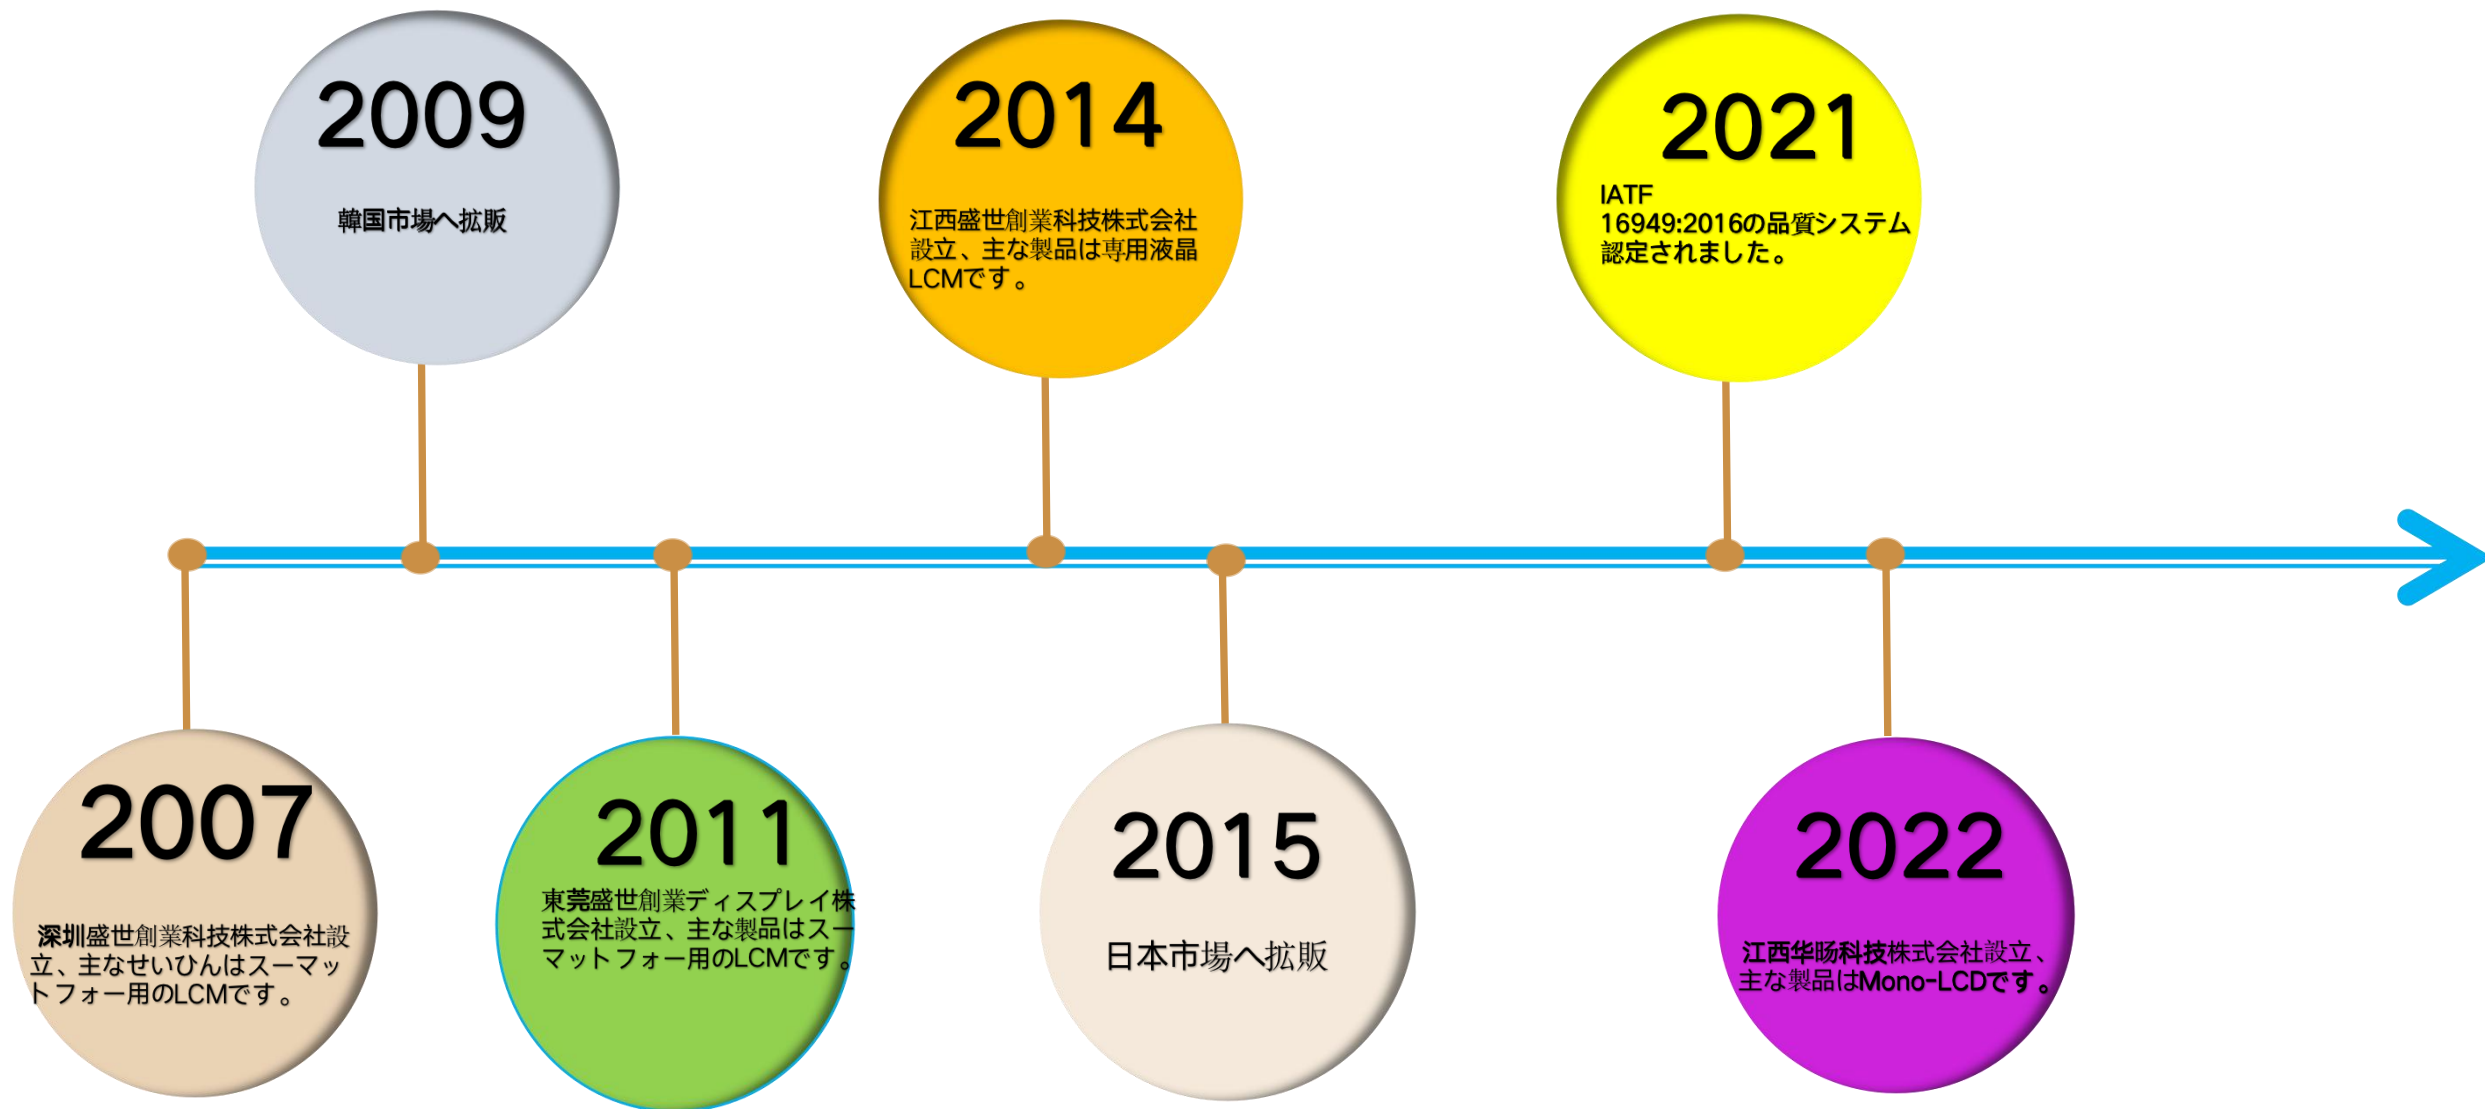 2009
韓国市場へ拡販
2014
江西盛世創業科技株式会社
設立、主な製品は専用液晶
LCMです。
2021
IATF
16949:2016の品質システム
認定されました。
2007
深圳盛世創業科技株式会社設
立、主なせいひんはスーマッ
トフォー用のLCMです。
2011
東莞盛世創業ディスプレイ株
式会社設立、主な製品はスー
マットフォー用のLCMです。
2015
日本市場へ拡販
2022
江西华旸科技株式会社設立、
主な製品はMono-LCDです。